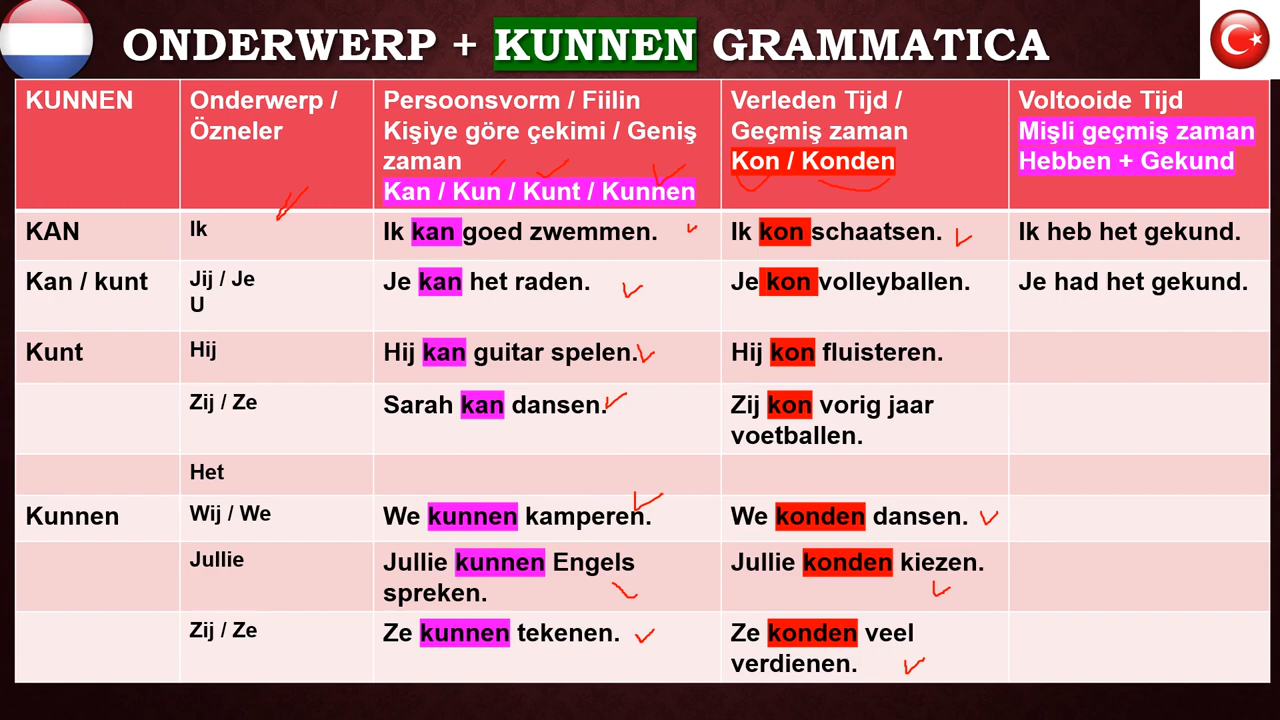 ONDERWERP + KUNNEN GRAMMATICA
KUNNEN
Onderwerp /
Özneler
Persoonsvorm / Fiilin
Kişiye göre çekimi / Geniş
zaman
Kan / Kun / Kunt / Kunnen
Verleden Tijd /
Geçmiş zaman
Kon / Konden
Voltooide Tijd
Mişli geçmiş zaman
Hebben + Gekund
KAN
Ik
Ik kan goed zwemmen.
Ik kon schaatsen.
Ik heb het gekund.
Kan / kunt
Jij / Je
U
Je kan het raden.
Je kon volleyballen.
Je had het gekund.
Kunt
Hij
Hij kan guitar spelen.
Hij kon fluisteren.
Zij / Ze
Sarah kan dansen.
Zij kon vorig jaar
voetballen.
Het
Kunnen
Wij / We
We kunnen kamperen.
We konden dansen.
Jullie
Jullie kunnen Engels
spreken.
Jullie konden kiezen.
Zij / Ze
Ze kunnen tekenen.
Ze konden veel
verdienen.